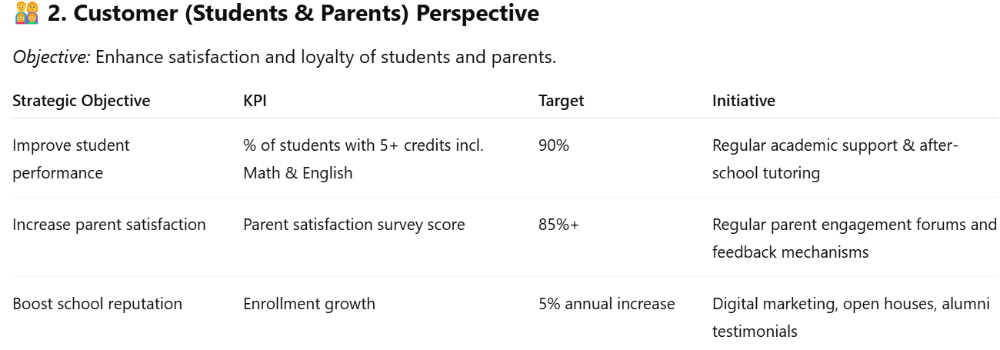 👨‍👩‍👧‍👦 2. Customer (Students & Parents) Perspective
Objective: Enhance satisfaction and loyalty of students and parents.
Strategic Objective KPI Target Initiative
Improve student % of students with 5+ credits incl. 90% Regular academic support & after-
performance Math & English school tutoring
Increase parent satisfaction Parent satisfaction survey score 85%+ Regular parent engagement forums and
feedback mechanisms
Boost school reputation Enrollment growth 5% annual increase Digital marketing, open houses, alumni
testimonials